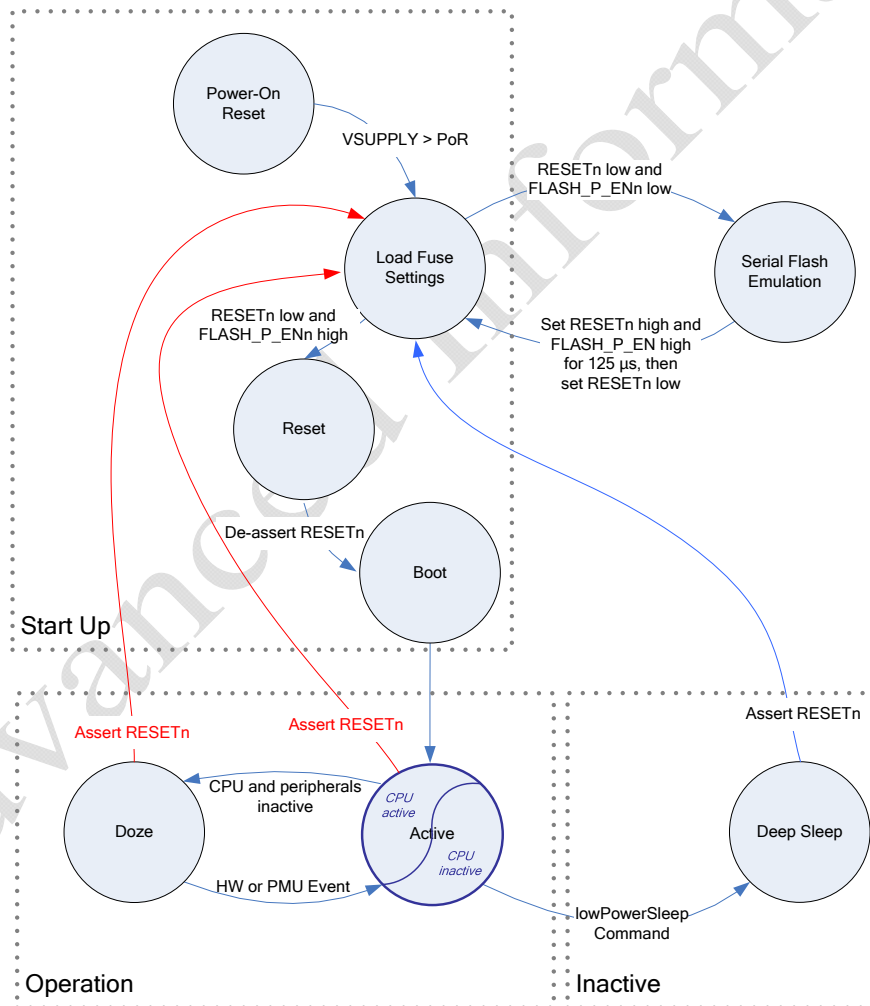 Power-On
Reset
VSUPPLY > PoR
RESETn low and
FLASH_P_ENn low
Load Fuse
Settings
Serial Flash
Emulation
RESETn low and
FLASH_P_ENn high
Set RESETn high and
FLASH_P_EN high
for 125 µs, then
set RESETn low
Reset
De-assert RESETn
Boot
Start Up
Assert RESETn
Assert RESETn
Assert RESETn
CPU and peripherals
inactive
CPU
active
Doze
Active
Deep Sleep
CPU
inactive
HW or PMU Event
lowPowerSleep
Command
Operation
Inactive